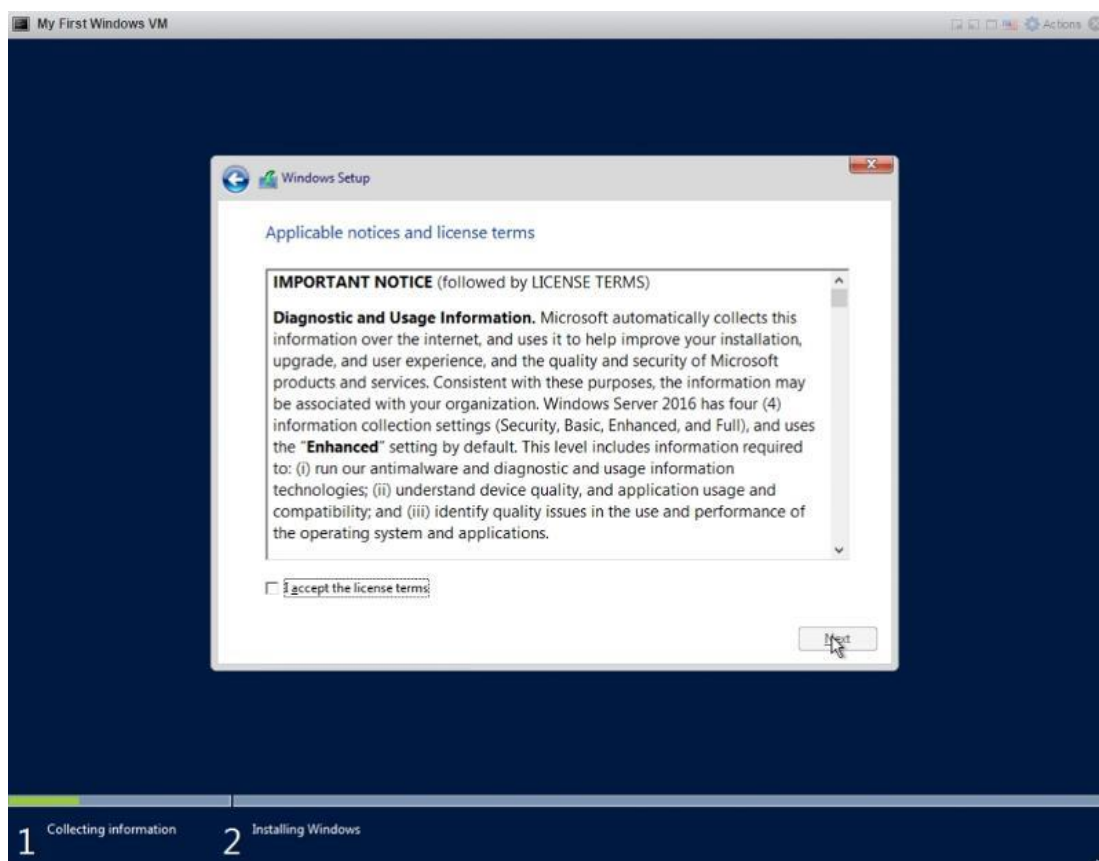 My First Windows VM
Actions
Windows Setup
Applicable notices and license terms
IMPORTANT NOTICE (followed by LICENSE TERMS)
Diagnostic and Usage Information. Microsoft automatically collects this
information over the internet, and uses it to help improve your installation,
upgrade, and user experience, and the quality and security of Microsoft
products and services. Consistent with these purposes, the information may
be associated with your organization. Windows Server 2016 has four (4)
information collection settings (Security, Basic, Enhanced, and Full), and uses
the “Enhanced” setting by default. This level includes information required
to: (i) run our antimalware and diagnostic and usage information
technologies; (ii) understand device quality, and application usage and
compatibility; and (iii) identify quality issues in the use and performance of
the operating system and applications.
I accept the license terms
Next
1 Collecting information
2 Installing Windows